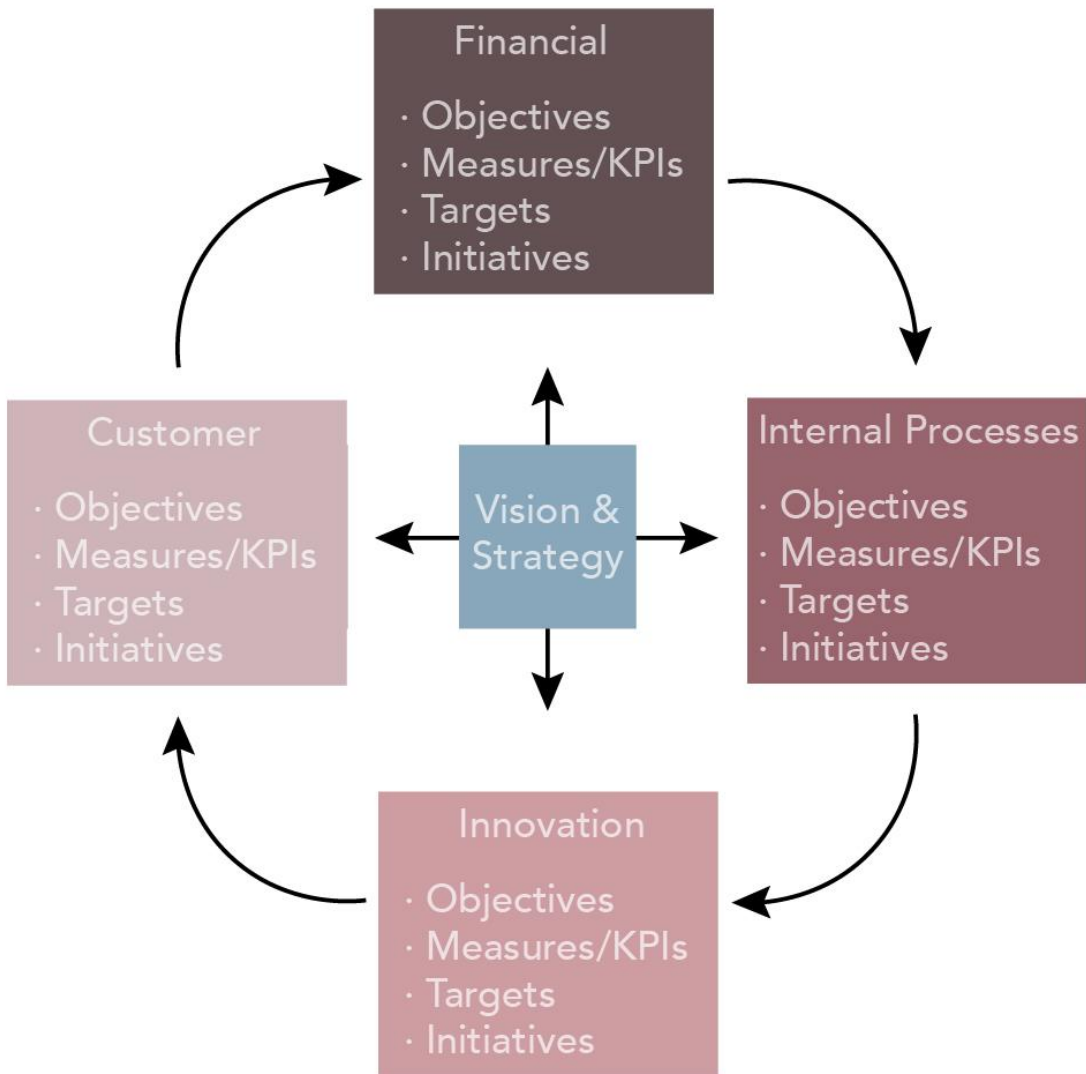 Financial
· Objectives
· Measures/KPIs
· Targets
· Initiatives
Customer
· Objectives
· Measures/KPIs
· Targets
· Initiatives
Vision &
Strategy
Internal Processes
· Objectives
· Measures/KPIs
· Targets
· Initiatives
Innovation
· Objectives
· Measures/KPIs
· Targets
· Initiatives